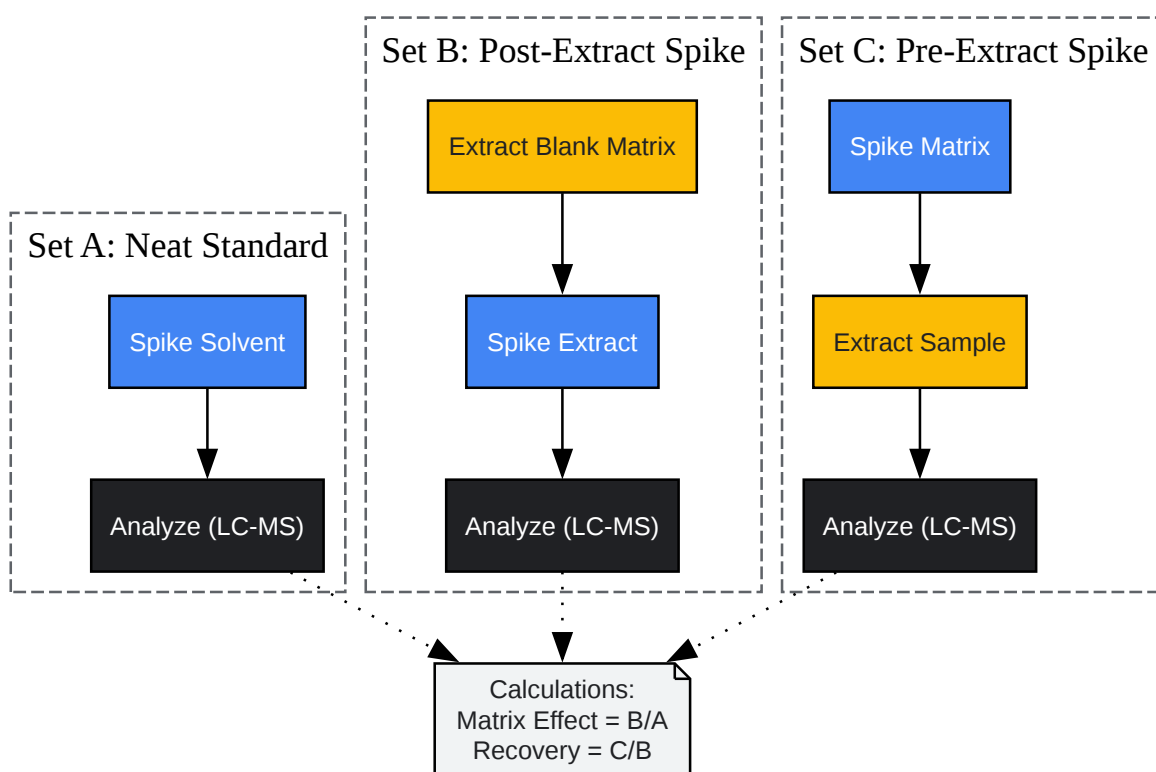 Set A: Neat Standard
Spike Solvent
Analyze (LC-MS)
Set B: Post-Extract Spike
Extract Blank Matrix
Spike Extract
Analyze (LC-MS)
Set C: Pre-Extract Spike
Spike Matrix
Extract Sample
Analyze (LC-MS)
Calculations:
Matrix Effect = B/A
Recovery = C/B